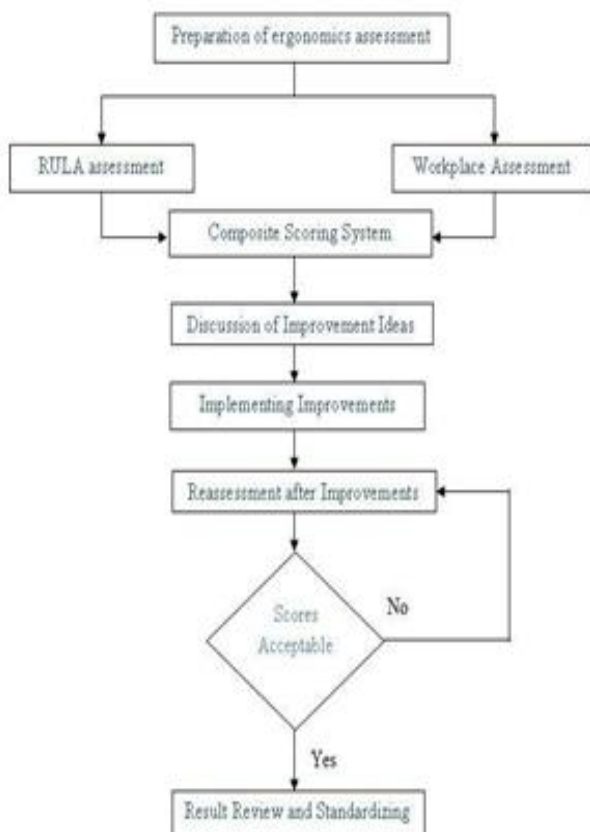 Preparation of ergonomics assessment
RULA assessment
Workplace Assessment
Composite Scoring System
Discussion of Improvement Ideas
Implementing Improvements
Reassessment after Improvements
No
Scores
Acceptable
Yes
Result Review and Standardizing